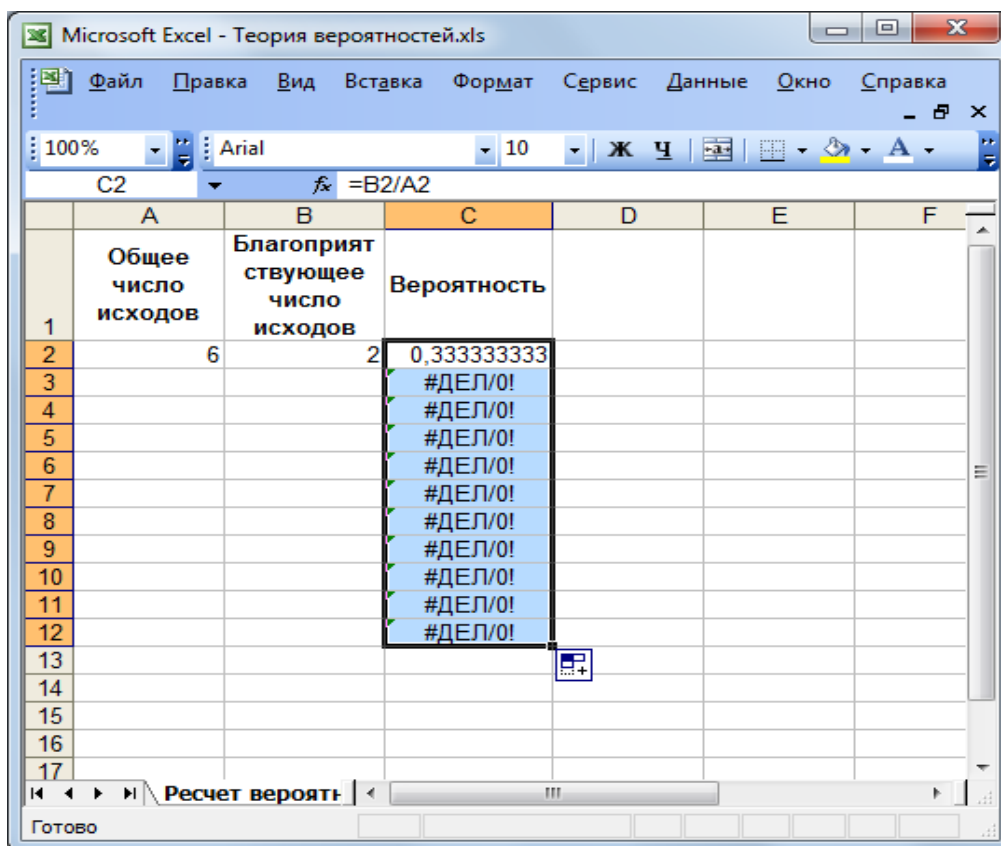 Microsoft Excel - Теория вероятностей.xls
Файл Правка Вид Вставка Формат Сервис Данные Окно Справка
100% Arial 10 Ж Ч A
C2 fx =B2/A2
A B C D E F
1 Общее число исходов Благоприятствующее число исходов Вероятность
2 6 2 0,333333333
3 #ДЕЛ/0!
4 #ДЕЛ/0!
5 #ДЕЛ/0!
6 #ДЕЛ/0!
7 #ДЕЛ/0!
8 #ДЕЛ/0!
9 #ДЕЛ/0!
10 #ДЕЛ/0!
11 #ДЕЛ/0!
12 #ДЕЛ/0!
13
14
15
16
17
Ресчет
Готово